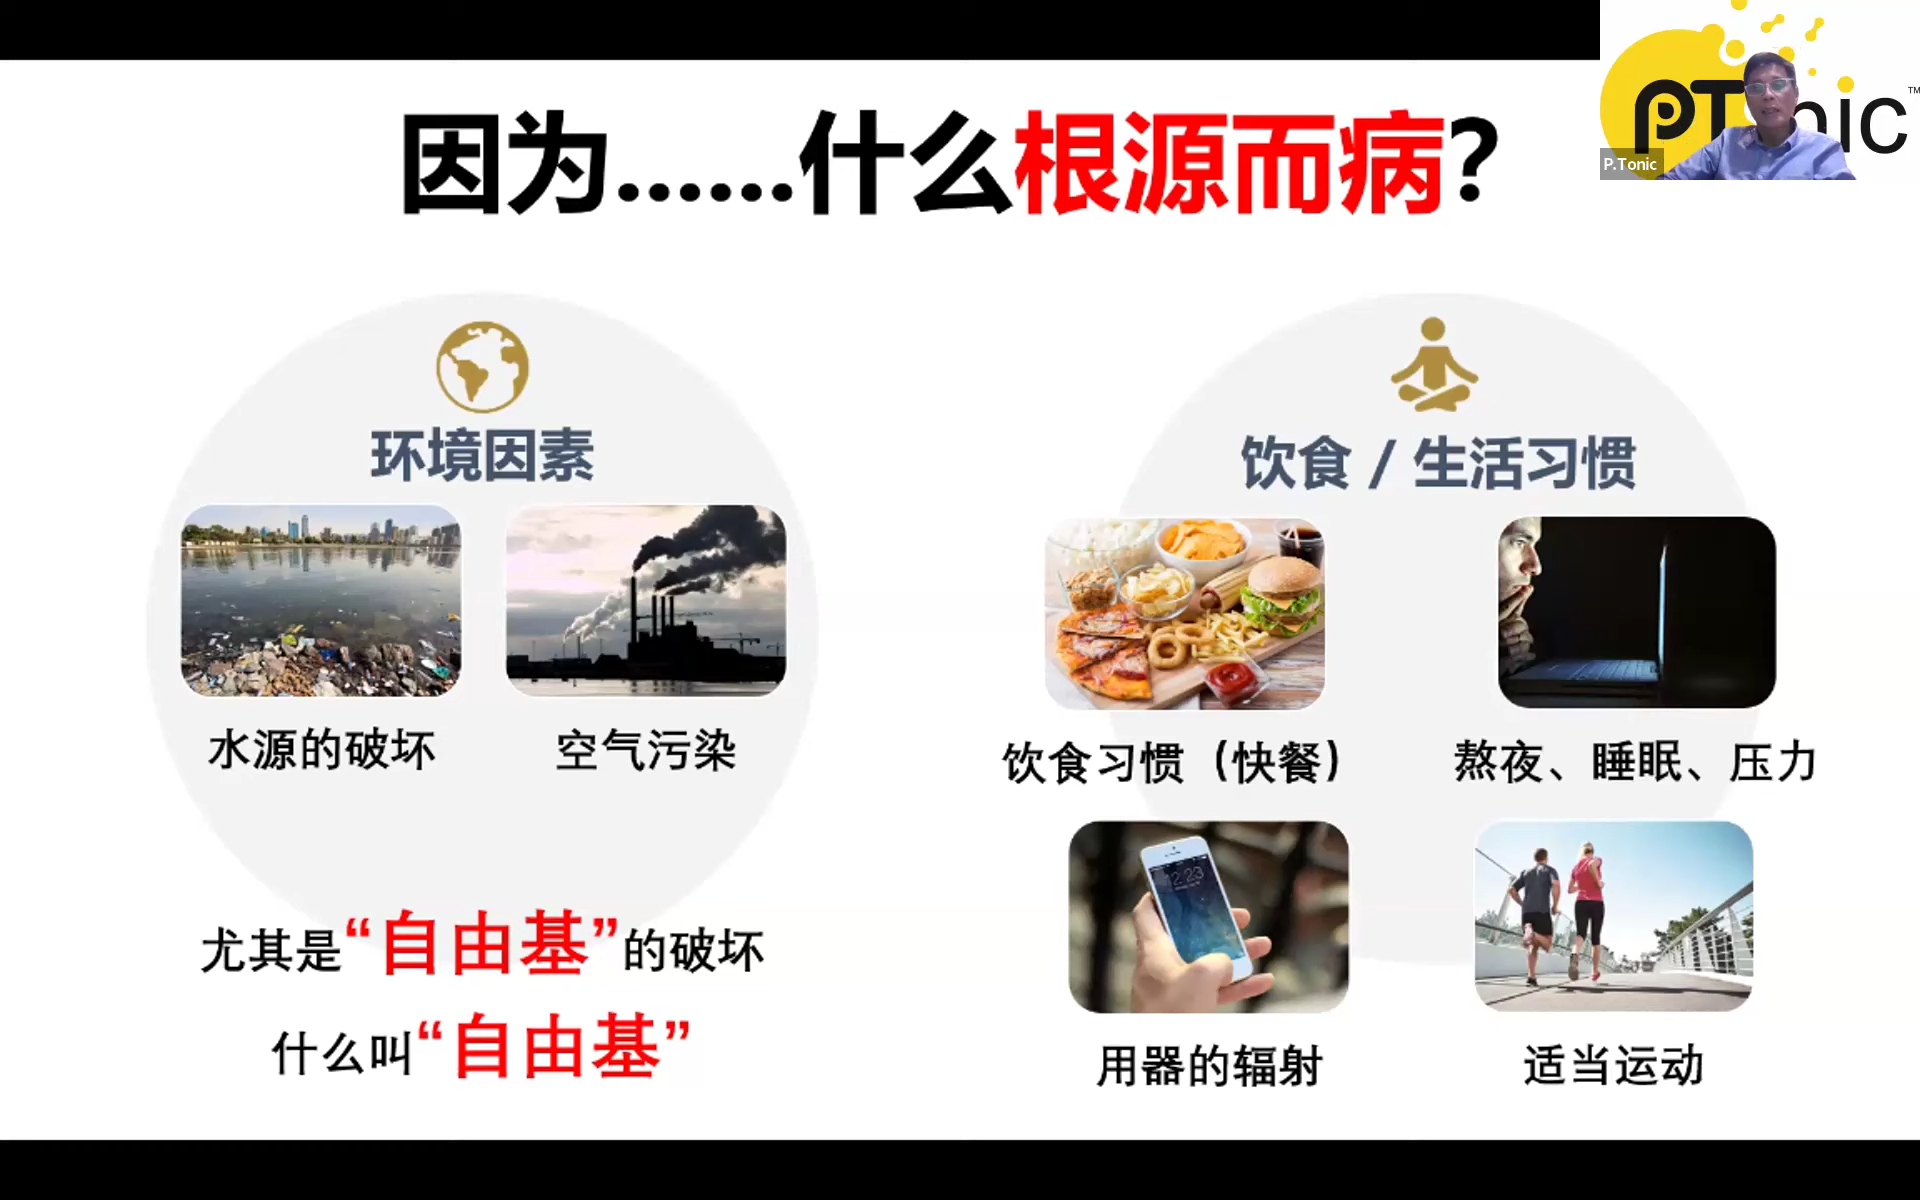 因为......什么根源而病?
PTonic™
P.Tonic
环境因素
水源的破坏
空气污染
尤其是“自由基”的破坏
什么叫“自由基”
饮食 / 生活习惯
饮食习惯（快餐）
熬夜、睡眠、压力
12:23
用器的辐射
适当运动